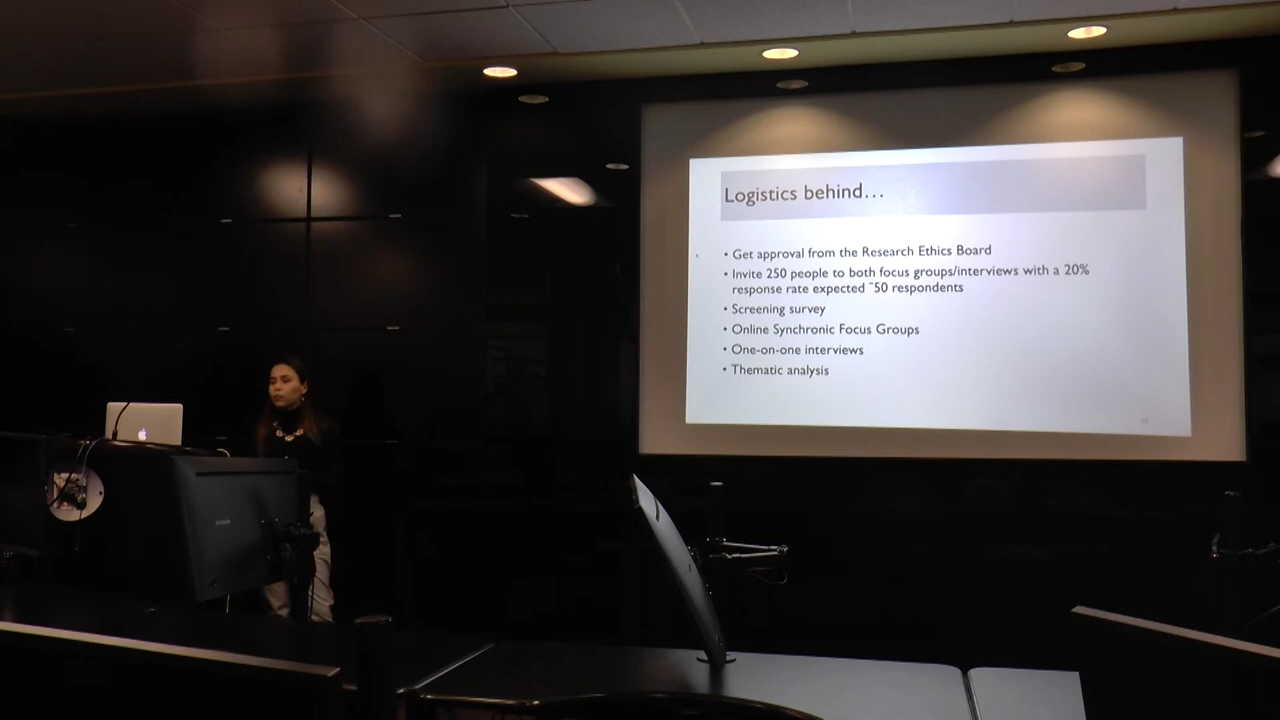 Logistics behind...
• Get approval from the Research Ethics Board
• Invite 250 people to both focus groups/interviews with a 20%
response rate expected ~50 respondents
• Screening survey
• Online Synchronic Focus Groups
• One-on-one interviews
• Thematic analysis